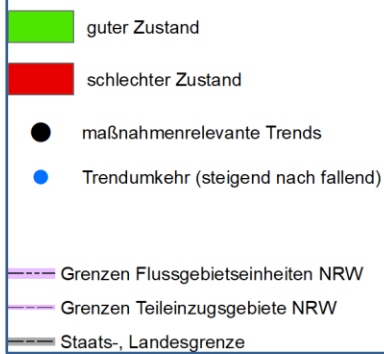 guter Zustand
schlechter Zustand
maßnahmenrelevante Trends
Trendumkehr (steigend nach fallend)
Grenzen Flussgebietseinheiten NRW
Grenzen Teileinzugsgebiete NRW
Staats-, Landesgrenze